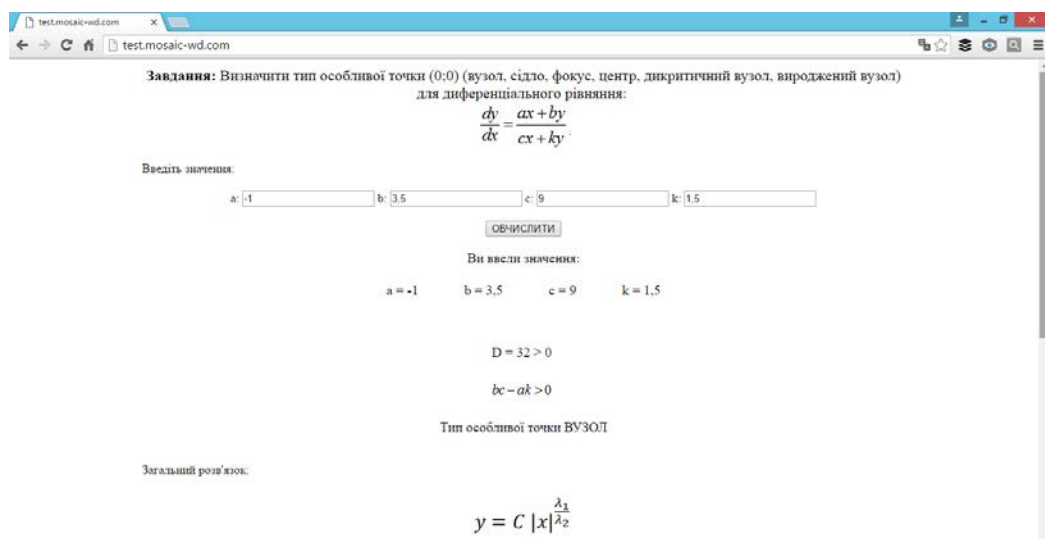 test.mosaic-wd.com
test.mosaic-wd.com
Завдання: Визначити тип особливої точки (0;0) (вузол, сідло, фокус, центр, дикритичний вузол, вироджений вузол)
для диференціального рівняння:
dy/dx = (ax + by)/(cx + ky).
Введіть значення:
a: -1 b: 3.5 c: 9 k: 1.5
ОБЧИСЛИТИ
Ви ввели значення:
a = -1 b = 3,5 c = 9 k = 1,5
D = 32 > 0
bc − ak > 0
Тип особливої точки ВУЗОЛ
Загальний розв'язок:
y = C |x|^(λ₁/λ₂)